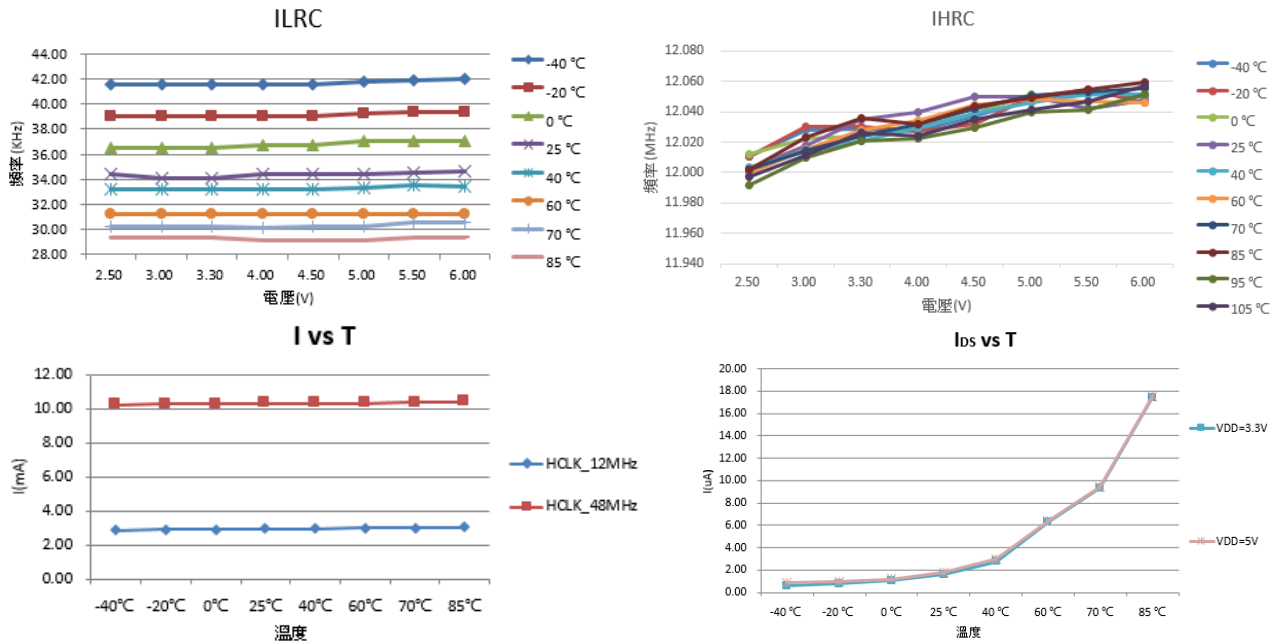 ILRC
44.00
42.00
40.00
38.00
36.00
34.00
32.00
30.00
28.00
頻率 (KHz)
2.50 3.00 3.30 4.00 4.50 5.00 5.50 6.00
電壓(V)
-40 °C
-20 °C
0 °C
25 °C
40 °C
60 °C
70 °C
85 °C
IHRC
12.080
12.060
12.040
12.020
12.000
11.980
11.960
11.940
頻率 (MHz)
2.50 3.00 3.30 4.00 4.50 5.00 5.50 6.00
電壓(V)
-40 °C
-20 °C
0 °C
25 °C
40 °C
60 °C
70 °C
85 °C
95 °C
105 °C
I vs T
12.00
10.00
8.00
6.00
4.00
2.00
0.00
I(mA)
-40°C -20°C 0°C 25°C 40°C 60°C 70°C 85°C
溫度
HCLK_12MHz
HCLK_48MHz
IDS vs T
20.00
18.00
16.00
14.00
12.00
10.00
8.00
6.00
4.00
2.00
0.00
I(uA)
-40 °C -20 °C 0 °C 25 °C 40 °C 60 °C 70 °C 85 °C
溫度
VDD=3.3V
VDD=5V